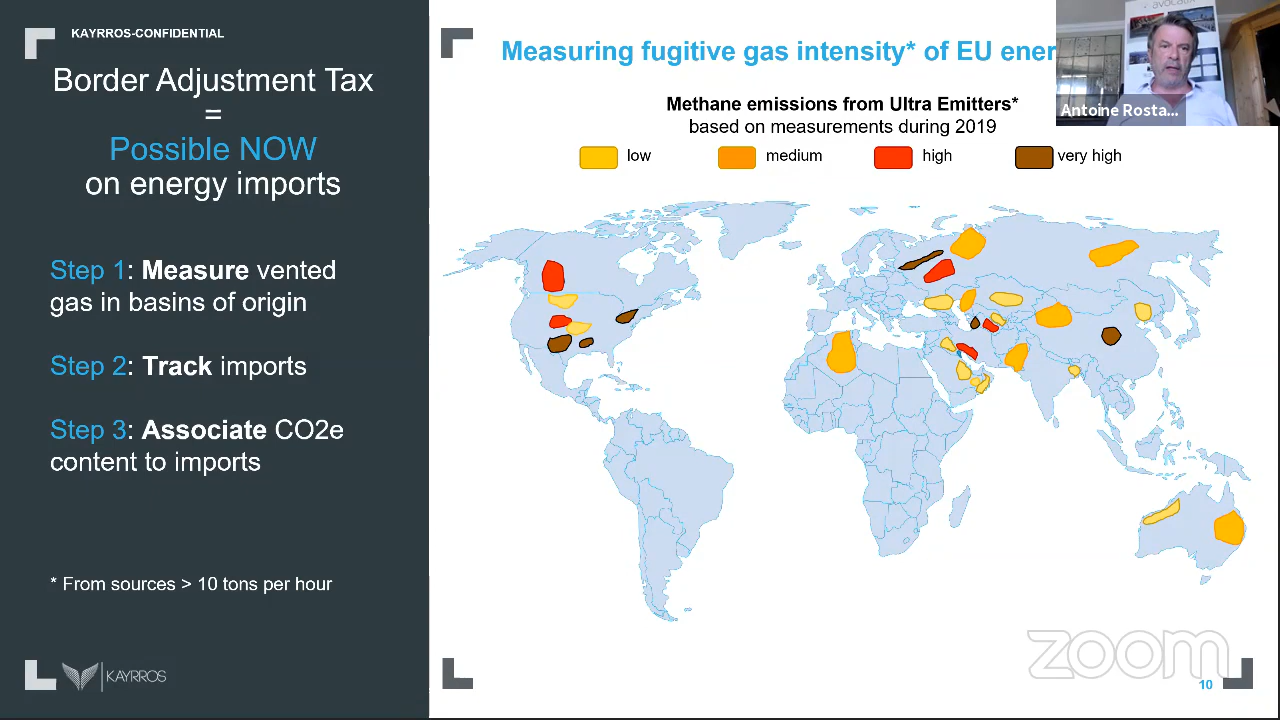 KAYRROS-CONFIDENTIAL
Border Adjustment Tax
=
Possible NOW
on energy imports
Step 1: Measure vented
gas in basins of origin
Step 2: Track imports
Step 3: Associate CO2e
content to imports
* From sources > 10 tons per hour
KAYRROS
Measuring fugitive gas intensity* of EU ener
Methane emissions from Ultra Emitters*
based on measurements during 2019
low
medium
high
very high
avocats
Antoine Rosta...
zoom
10